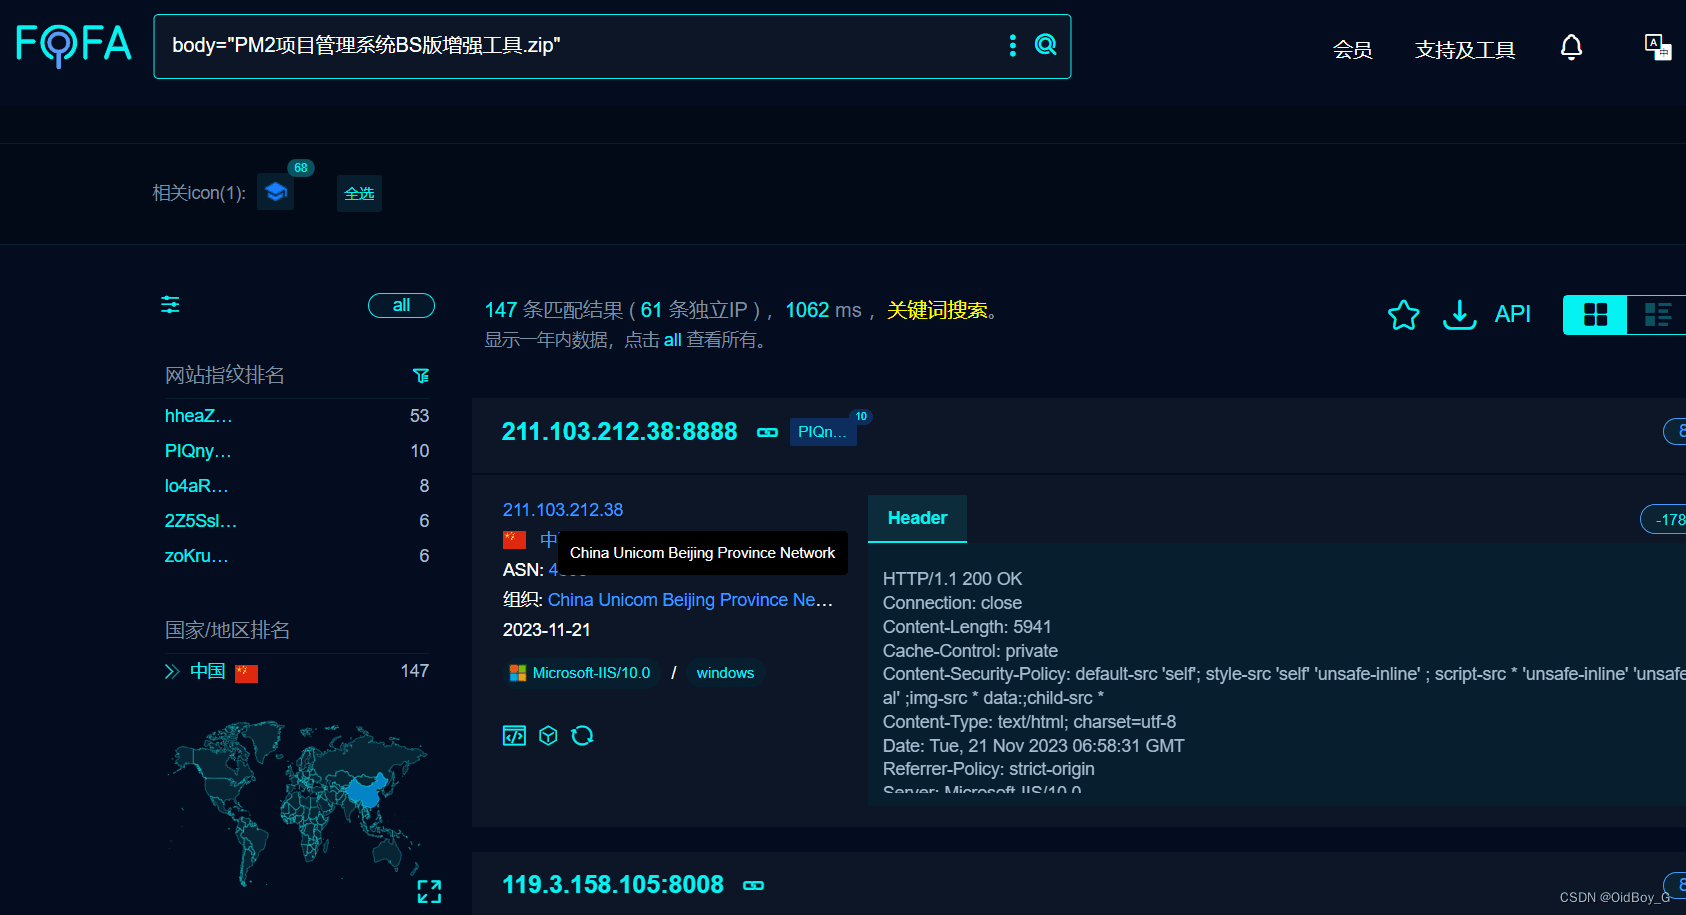 FOFA
body="PM2项目管理系统BS版增强工具.zip"
会员
支持及工具
相关icon(1):
68
全选
all
147 条匹配结果 ( 61 条独立IP ) ，1062 ms ，关键词搜索。
显示一年内数据，点击 all 查看所有。
API
网站指纹排名
hheaZ... 53
PIQny... 10
lo4aR... 8
2Z5Ssl... 6
zoKru... 6
国家/地区排名
中国 147
211.103.212.38:8888
PIQn...
10
8
211.103.212.38
中
China Unicom Beijing Province Network
ASN:
组织: China Unicom Beijing Province Ne...
2023-11-21
Microsoft-IIS/10.0 / windows
Header
-178
HTTP/1.1 200 OK
Connection: close
Content-Length: 5941
Cache-Control: private
Content-Security-Policy: default-src 'self'; style-src 'self' 'unsafe-inline' ; script-src * 'unsafe-inline' 'unsafe
al' ;img-src * data:;child-src *
Content-Type: text/html; charset=utf-8
Date: Tue, 21 Nov 2023 06:58:31 GMT
Referrer-Policy: strict-origin
Server: Microsoft-IIS/10.0
119.3.158.105:8008
8
CSDN @OidBoy_G